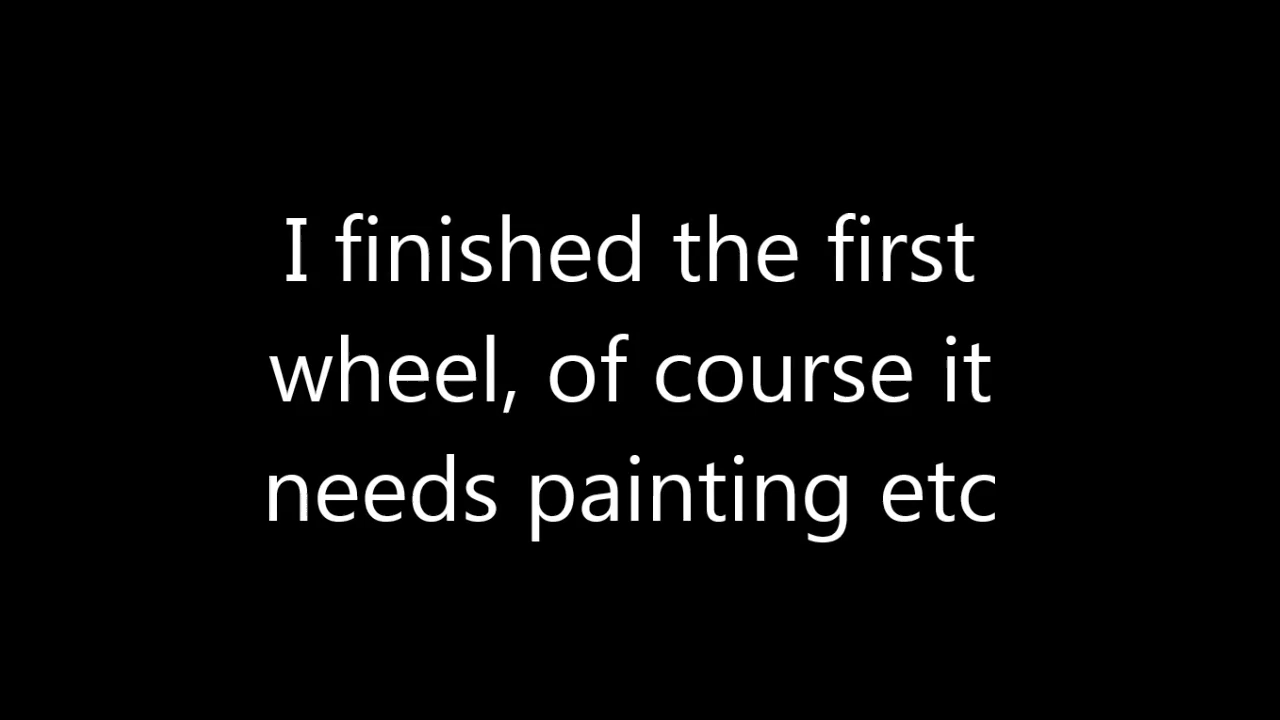 I finished the first
wheel, of course it
needs painting etc